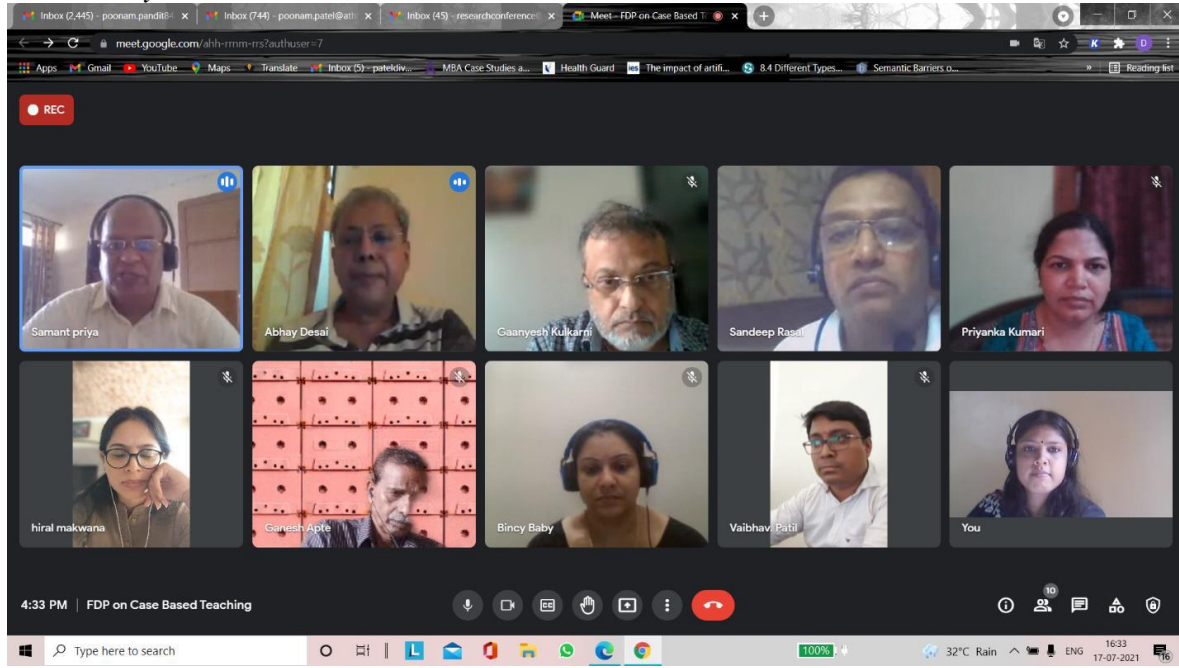 Inbox (2,445) - poonam.pandit84
Inbox (744) - poonam.patel@atl
Inbox (45) - researchconference
Meet – FDP on Case Based T
meet.google.com/ahh-rmm-rrs?authuser=7
Apps
Gmail
YouTube
Maps
Translate
Inbox (5) - pateldiv...
MBA Case Studies a...
Health Guard
The impact of artifi...
8.4 Different Types...
Semantic Barriers o...
»
Reading list
REC
Samant priya
Abhay Desai
Gaanyesh Kulkarni
Sandeep Rasal
Priyanka Kumari
hiral makwana
Ganesh Apte
Bincy Baby
Vaibhav. Patil
You
4:33 PM | FDP on Case Based Teaching
10
Type here to search
100%
32°C Rain
ENG
16:33
17-07-2021
16